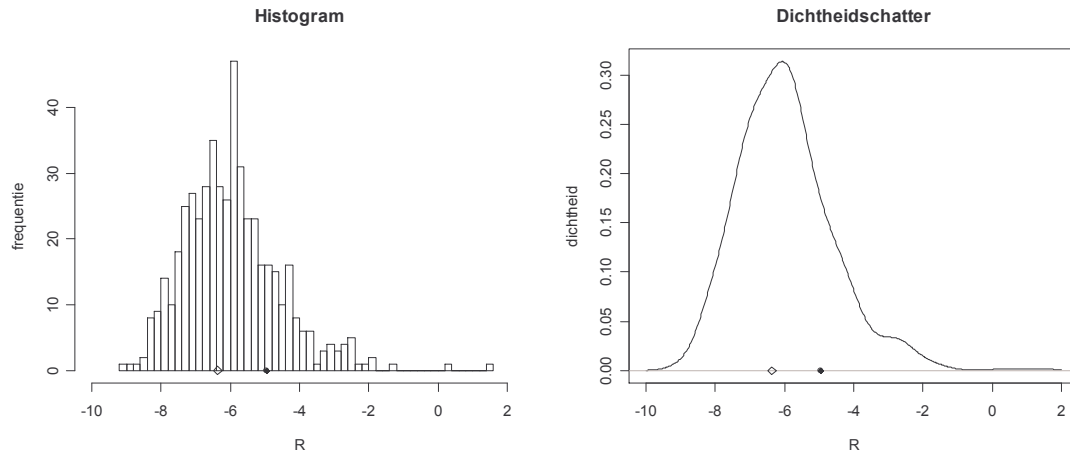 Histogram
frequentie
40
30
20
10
0
-10 -8 -6 -4 -2 0 2
R
Dichtheidschatter
dichtheid
0.30
0.25
0.20
0.15
0.10
0.05
0.00
-10 -8 -6 -4 -2 0 2
R